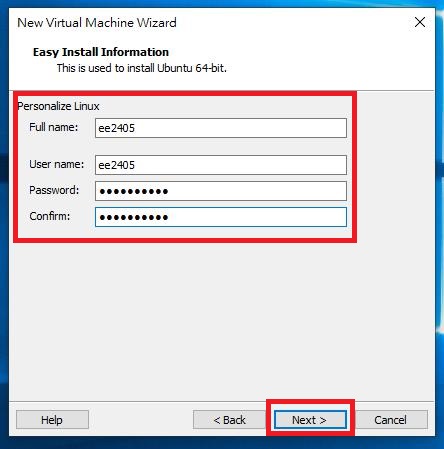 New Virtual Machine Wizard
Easy Install Information
This is used to install Ubuntu 64-bit.
Personalize Linux
Full name: ee2405
User name: ee2405
Password: ●●●●●●●●●●
Confirm: ●●●●●●●●●●
Help < Back Next > Cancel